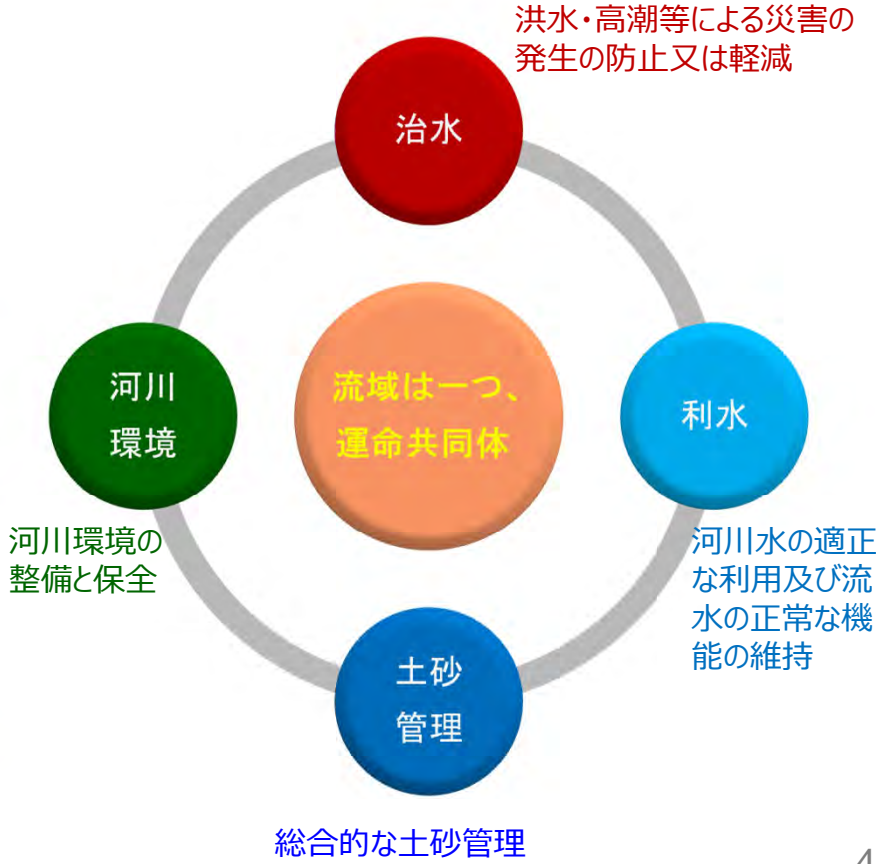 洪水・高潮等による災害の
発生の防止又は軽減
治水
河川
環境
流域は一つ、
運命共同体
利水
河川環境の
整備と保全
河川水の適正
な利用及び流
水の正常な機
能の維持
土砂
管理
総合的な土砂管理
4